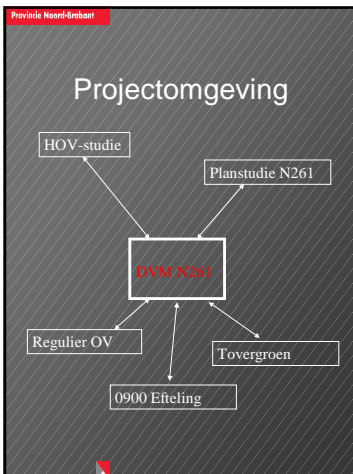 Provincie Noord-Brabant
Projectomgeving
HOV-studie
Planstudie N261
DVM N261
Regulier OV
Tovergroen
0900 Efteling